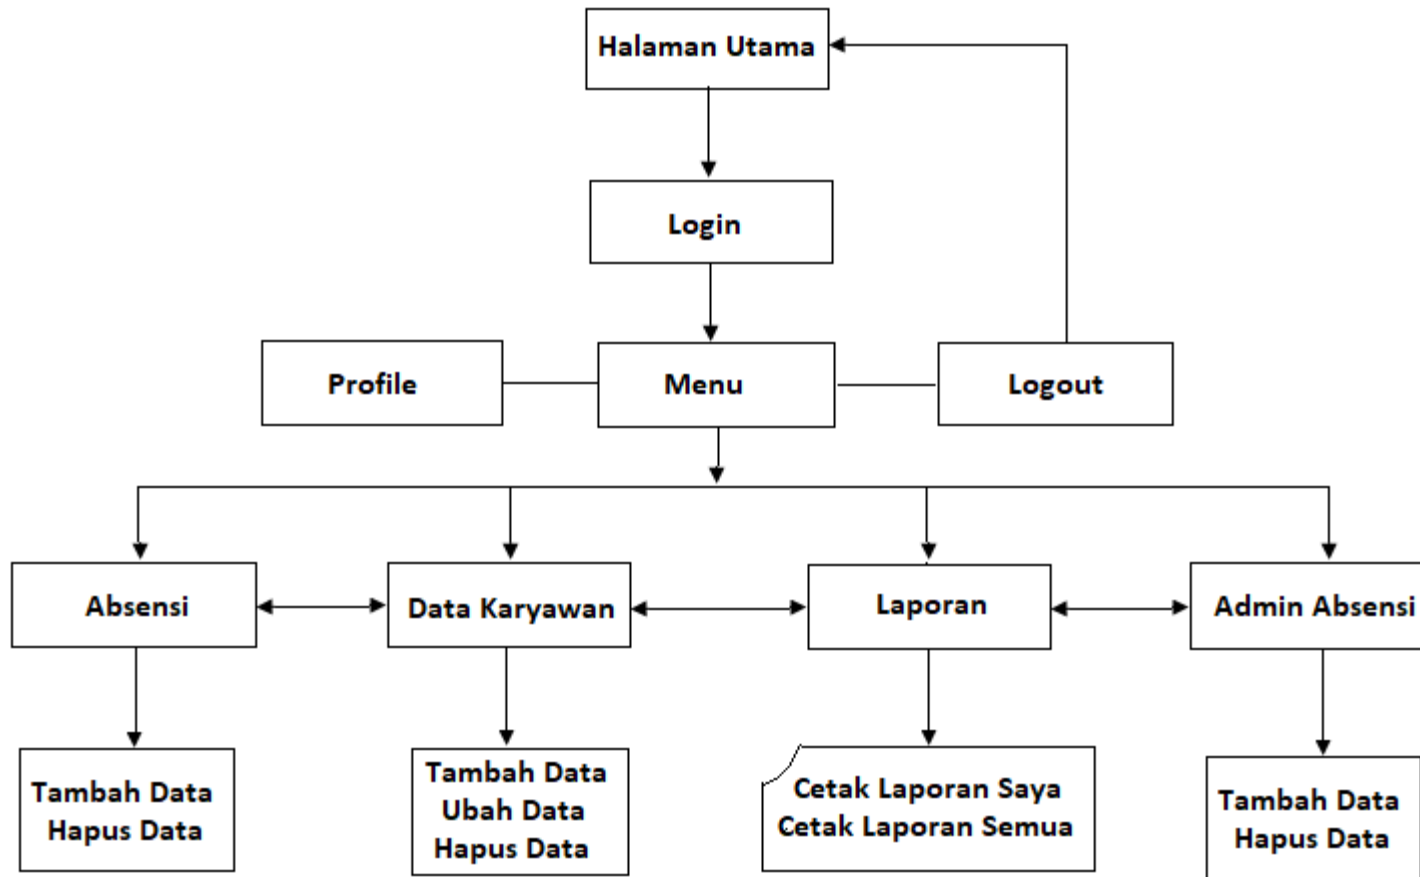 Halaman Utama
Login
Profile
Menu
Logout
Absensi
Data Karyawan
Laporan
Admin Absensi
Tambah Data
Hapus Data
Tambah Data
Ubah Data
Hapus Data
Cetak Laporan Saya
Cetak Laporan Semua
Tambah Data
Hapus Data